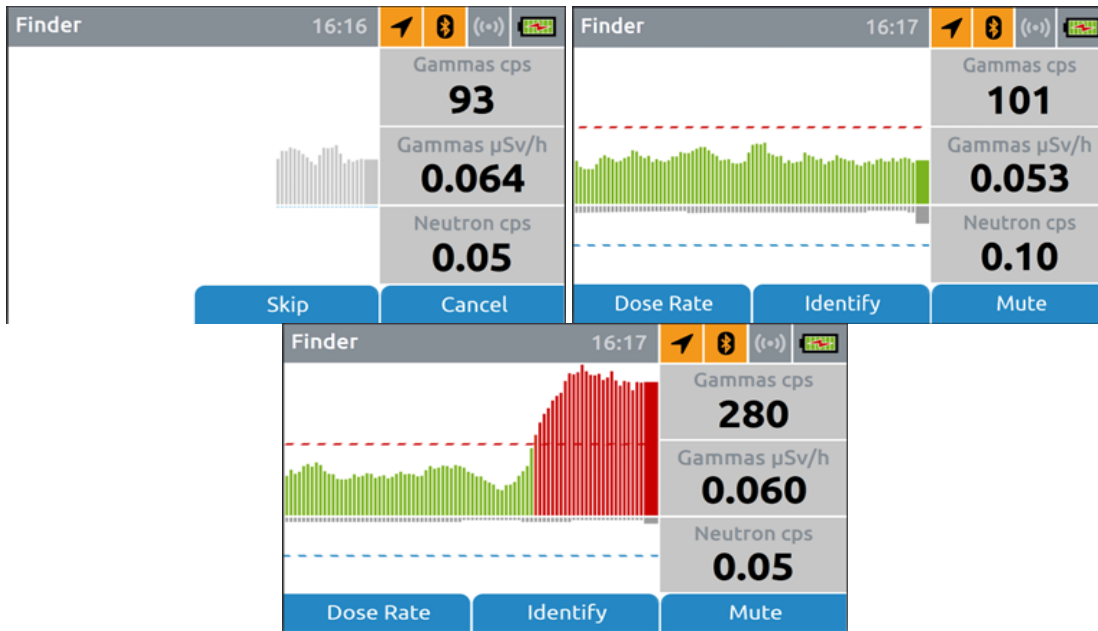 Finder 16:16
Gammas cps
93
Gammas µSv/h
0.064
Neutron cps
0.05
Skip Cancel
Finder 16:17
Gammas cps
101
Gammas µSv/h
0.053
Neutron cps
0.10
Dose Rate Identify Mute
Finder 16:17
Gammas cps
280
Gammas µSv/h
0.060
Neutron cps
0.05
Dose Rate Identify Mute